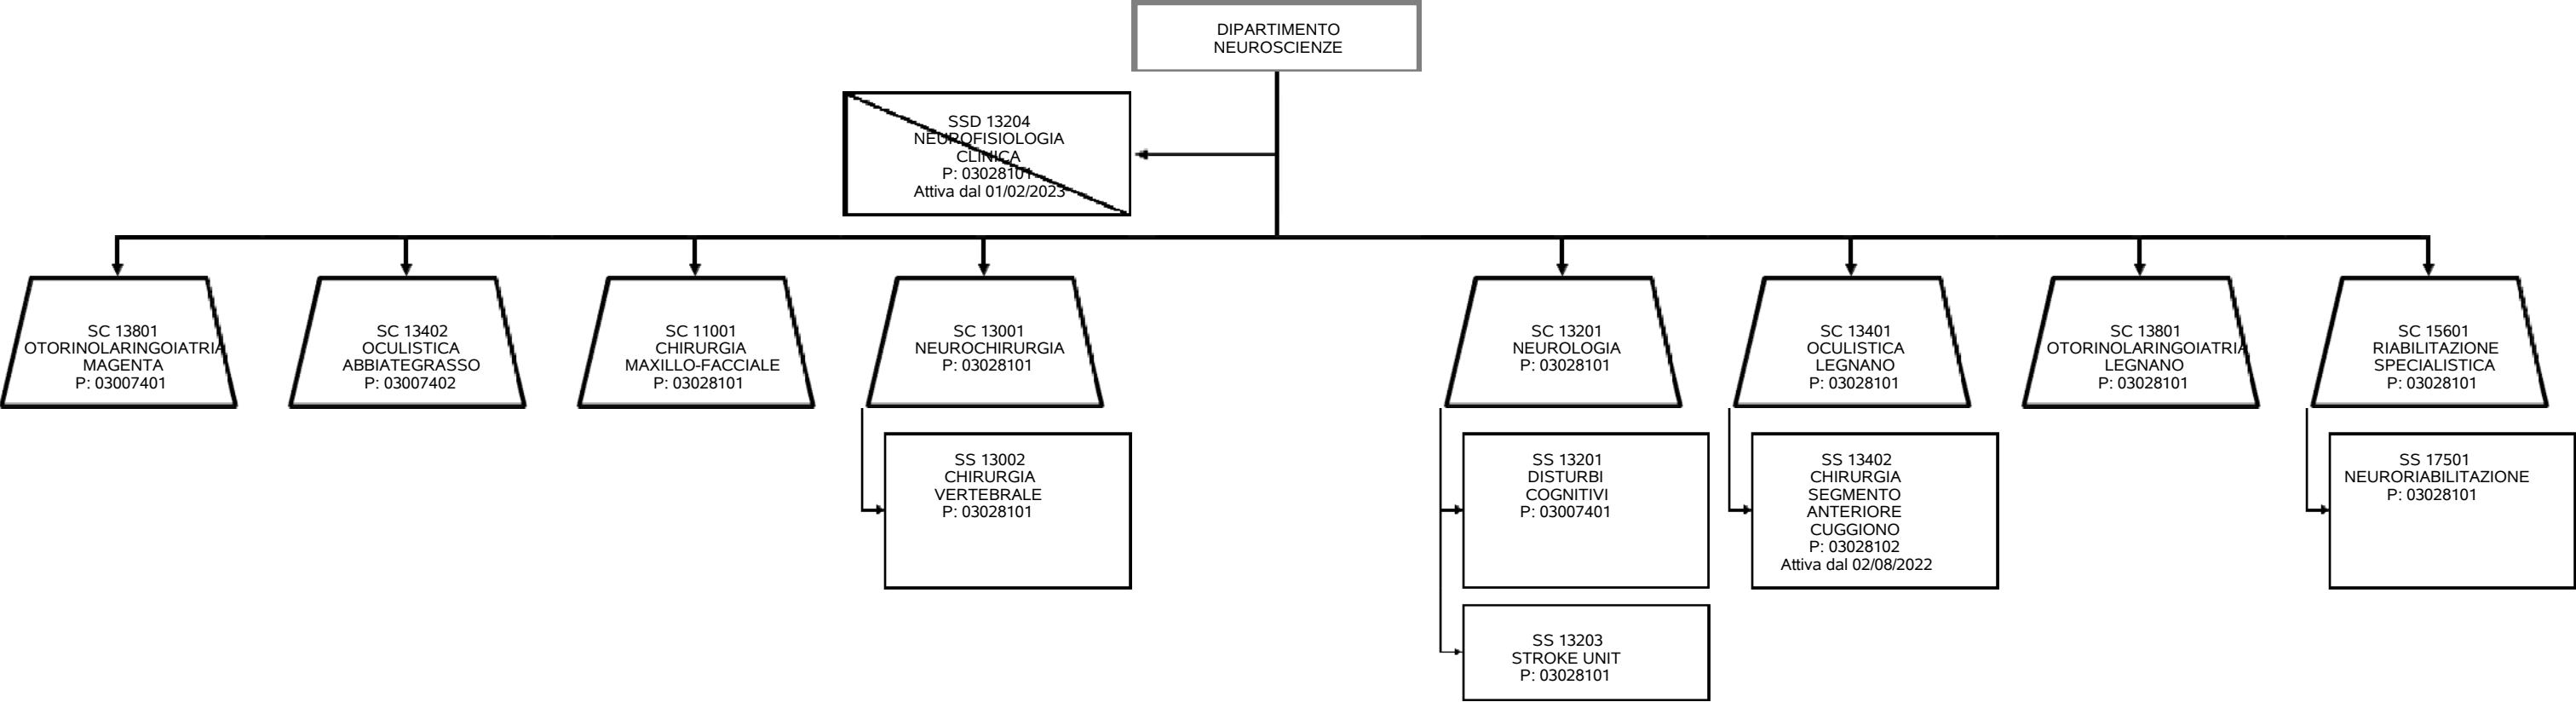 DIPARTIMENTO
NEUROSCIENZE
SSD 13204
NEUROFISIOLOGIA
CLINICA
P: 03028101
Attiva dal 01/02/2023
SC 13801
OTORINOLARINGOIATRIA
MAGENTA
P: 03007401
SC 13402
OCULISTICA
ABBIATEGRASSO
P: 03007402
SC 11001
CHIRURGIA
MAXILLO-FACCIALE
P: 03028101
SC 13001
NEUROCHIRURGIA
P: 03028101
SC 13201
NEUROLOGIA
P: 03028101
SC 13401
OCULISTICA
LEGNANO
P: 03028101
SC 13801
OTORINOLARINGOIATRIA
LEGNANO
P: 03028101
SC 15601
RIABILITAZIONE
SPECIALISTICA
P: 03028101
SS 13002
CHIRURGIA
VERTEBRALE
P: 03028101
SS 13201
DISTURBI
COGNITIVI
P: 03007401
SS 13402
CHIRURGIA
SEGMENTO
ANTERIORE
CUGGIONO
P: 03028102
Attiva dal 02/08/2022
SS 17501
NEURORIABILITAZIONE
P: 03028101
SS 13203
STROKE UNIT
P: 03028101